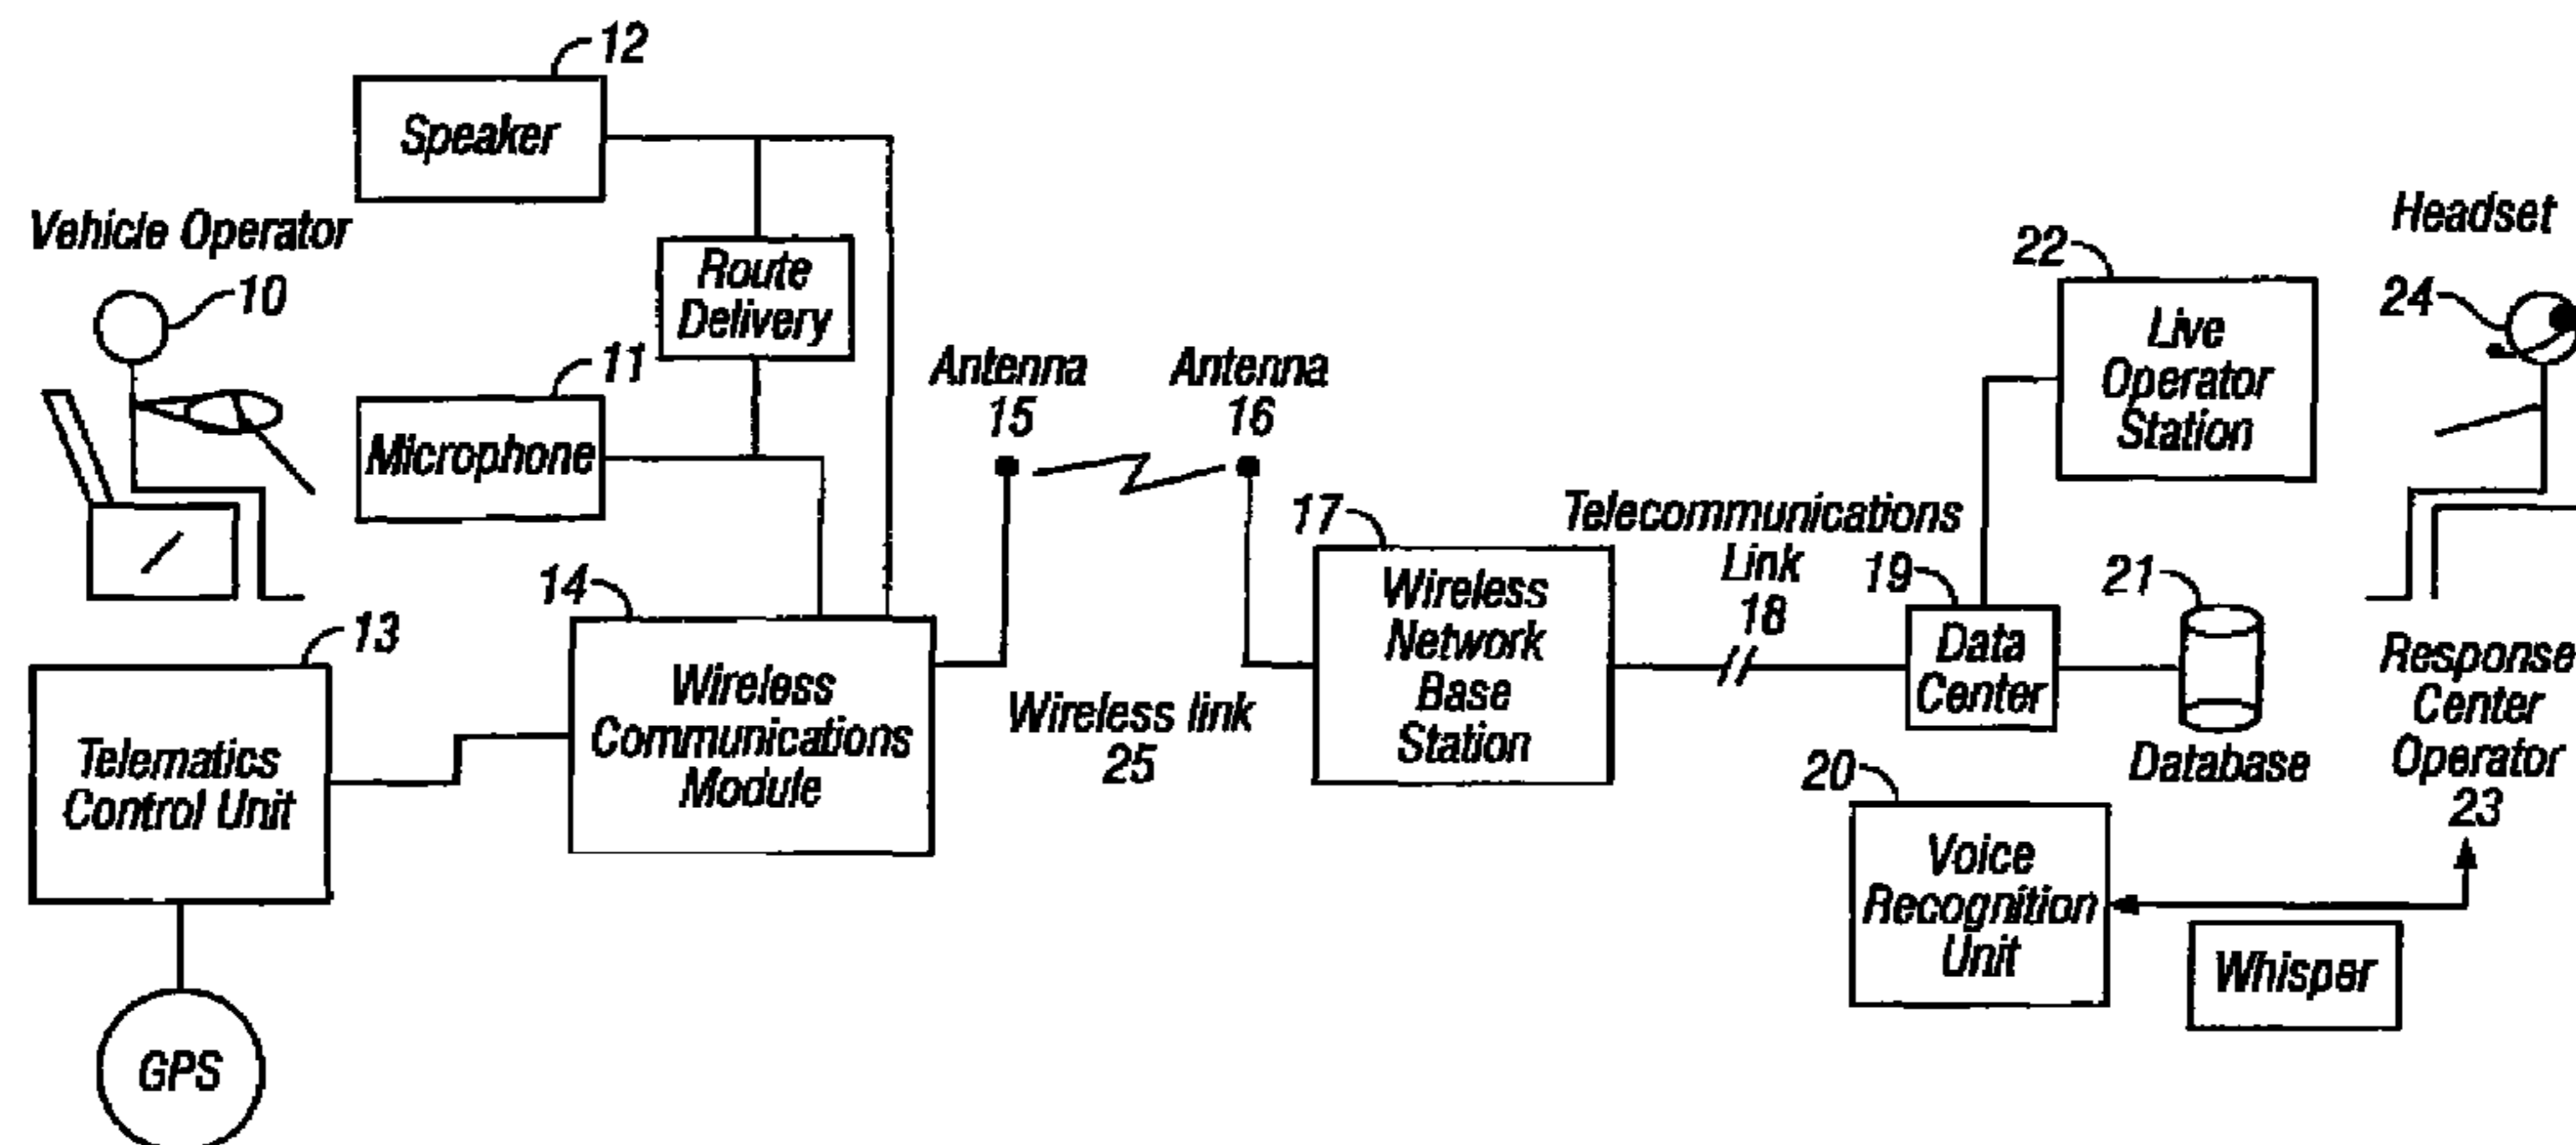 12
Speaker
Vehicle Operator
10
Route
Delivery
11
Microphone
Antenna
15
Antenna
16
22
Live
Operator
Station
Headset
24
14
13
Telematics
Control Unit
Wireless
Communications
Module
Wireless link
25
17
Wireless
Network
Base
Station
Telecommunications
Link
18
19
Data
Center
21
Database
Response
Center
Operator
23
20
Voice
Recognition
Unit
Whisper
GPS